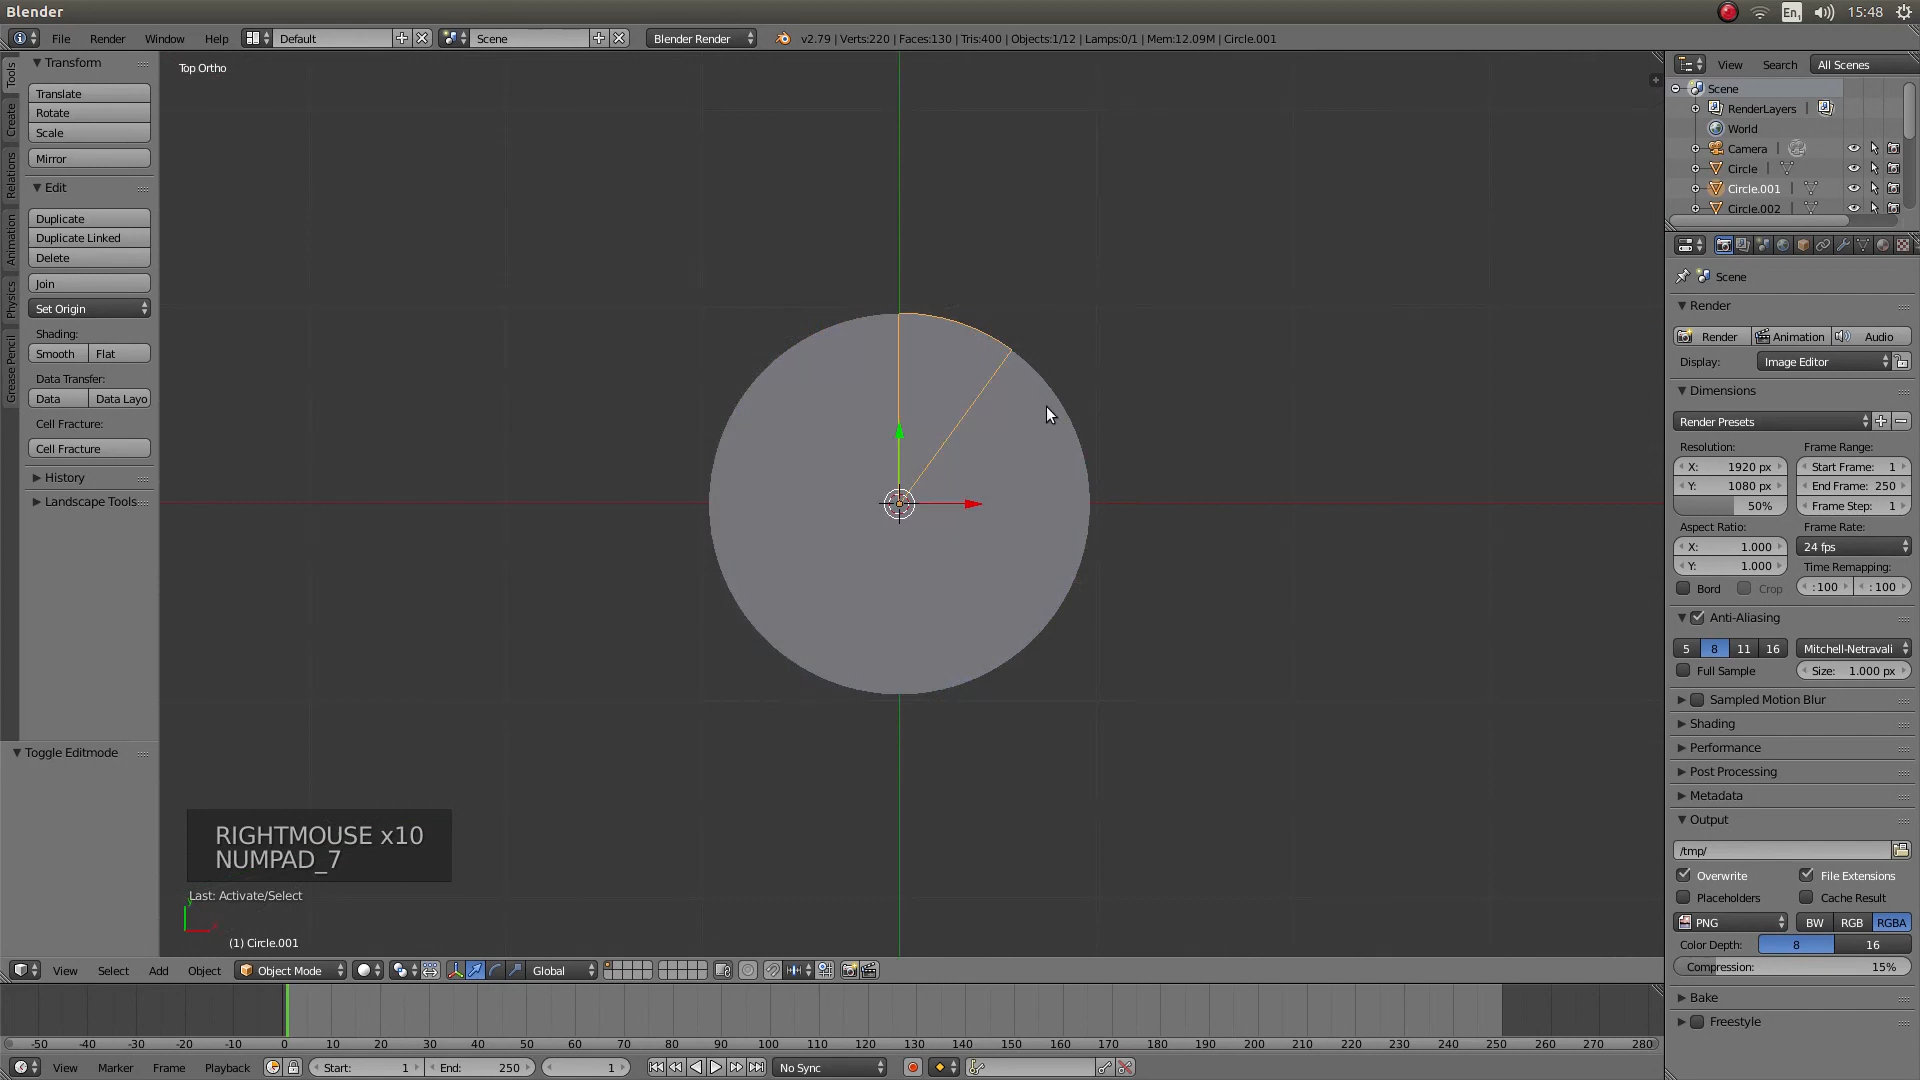 Blender
En 15:48
File Render Window Help Default Scene Blender Render v2.79 | Verts:220 | Faces:130 | Tris:400 | Objects:1/12 | Lamps:0/1 | Mem:12.09M | Circle.001
Tools
Create
Relations
Animation
Physics
Grease Pencil
Transform
Translate
Rotate
Scale
Mirror
Edit
Duplicate
Duplicate Linked
Delete
Join
Set Origin
Shading:
Smooth Flat
Data Transfer:
Data Data Layo
Cell Fracture:
Cell Fracture
History
Landscape Tools
Toggle Editmode
Top Ortho
RIGHTMOUSE x10
NUMPAD_7
Last: Activate/Select
(1) Circle.001
View Select Add Object Object Mode Global
-50 -40 -30 -20 -10 0 10 20 30 40 50 60 70 80 90 100 110 120 130 140 150 160 170 180 190 200 210 220 230 240 250 260 270 280
View Marker Frame Playback Start: 1 End: 250 1 No Sync
View Search All Scenes
Scene
RenderLayers |
World
Camera |
Circle |
Circle.001 |
Circle.002 |
Scene
Render
Render Animation Audio
Display: Image Editor
Dimensions
Render Presets
Resolution: Frame Range:
X: 1920 px Start Frame: 1
Y: 1080 px End Frame: 250
50% Frame Step: 1
Aspect Ratio: Frame Rate:
X: 1.000 24 fps
Y: 1.000 Time Remapping:
Bord Crop :100 :100
Anti-Aliasing
5 8 11 16 Mitchell-Netravali
Full Sample Size: 1.000 px
Sampled Motion Blur
Shading
Performance
Post Processing
Metadata
Output
/tmp/
Overwrite File Extensions
Placeholders Cache Result
PNG BW RGB RGBA
Color Depth: 8 16
Compression: 15%
Bake
Freestyle